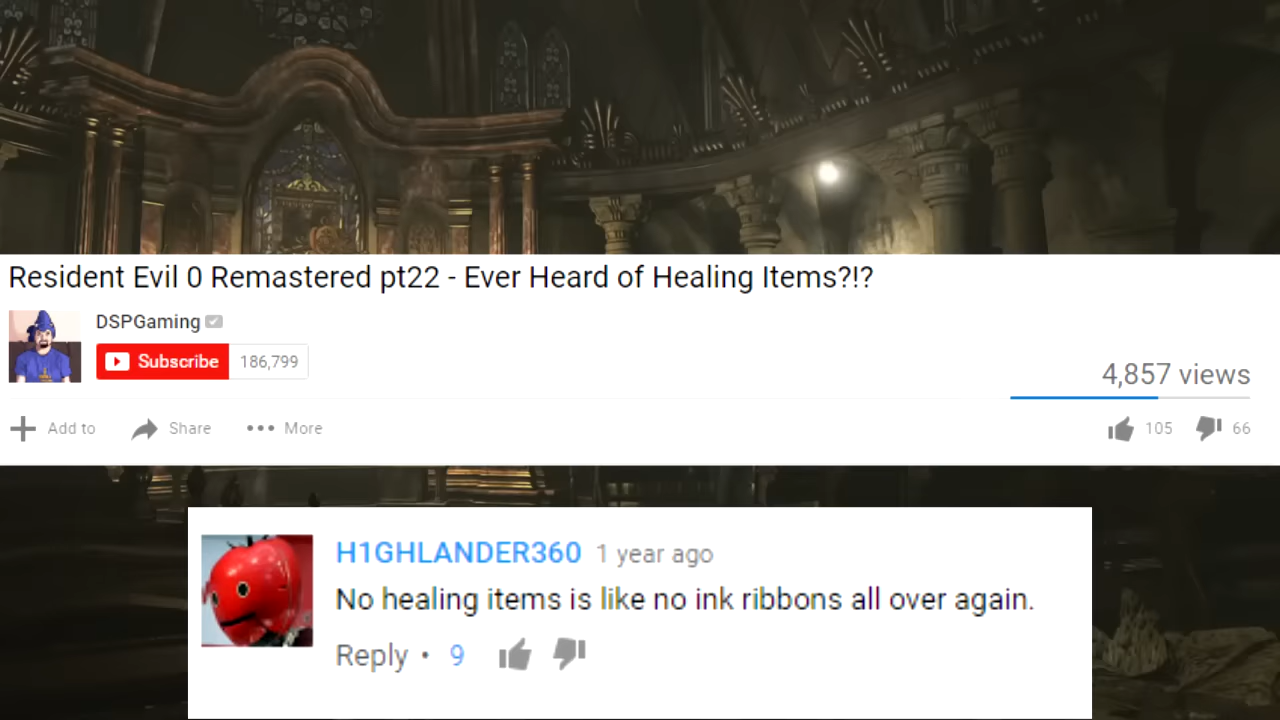 Resident Evil 0 Remastered pt22 - Ever Heard of Healing Items?!?
DSPGaming
Subscribe 186,799
4,857 views
Add to Share More
105 66
H1GHLANDER360 1 year ago
No healing items is like no ink ribbons all over again.
Reply • 9